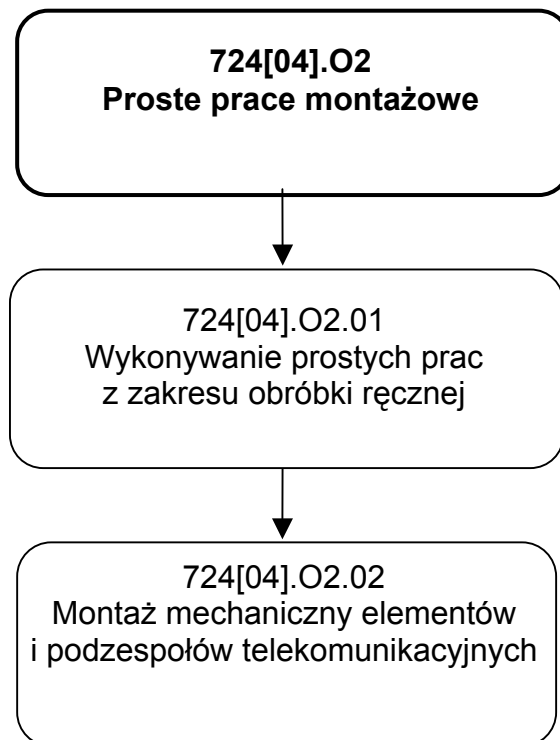 724[04].O2
Proste prace montażowe
724[04].O2.01
Wykonywanie prostych prac
z zakresu obróbki ręcznej
724[04].O2.02
Montaż mechaniczny elementów
i podzespołów telekomunikacyjnych